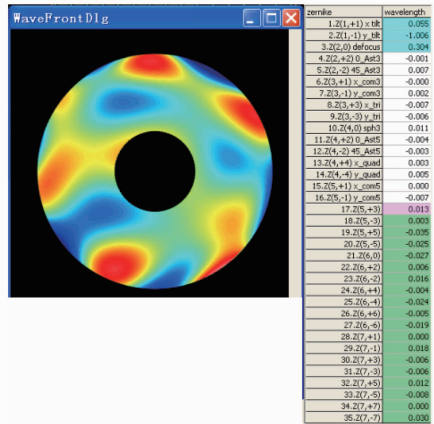 WaveFrontDlg
zernike wavelength
1.Z(1,+1) x tilt 0.055
2.Z(1,-1) y_tilt -1.006
3.Z(2,0) defocus 0.304
4.Z(2,+2) 0_Ast3 -0.001
5.Z(2,-2) 45_Ast3 0.007
6.Z(3,+1) x_com3 -0.000
7.Z(3,-1) y_com3 0.002
8.Z(3,+3) x_tri -0.007
9.Z(3,-3) y_tri -0.006
10.Z(4,0) sph3 0.011
11.Z(4,+2) 0_Ast5 -0.004
12.Z(4,-2) 45_Ast5 -0.003
13.Z(4,+4) x_quad 0.003
14.Z(4,-4) y_quad 0.005
15.Z(5,+1) x_com5 0.000
16.Z(5,-1) y_com5 -0.007
17.Z(5,+3) 0.013
18.Z(5,-3) 0.003
19.Z(5,+5) -0.035
20.Z(5,-5) -0.025
21.Z(6,0) -0.027
22.Z(6,+2) 0.006
23.Z(6,-2) 0.016
24.Z(6,+4) -0.004
25.Z(6,-4) -0.024
26.Z(6,+6) -0.005
27.Z(6,-6) -0.019
28.Z(7,+1) 0.000
29.Z(7,-1) 0.018
30.Z(7,+3) -0.006
31.Z(7,-3) -0.006
32.Z(7,+5) 0.012
33.Z(7,-5) -0.008
34.Z(7,+7) 0.000
35.Z(7,-7) 0.030